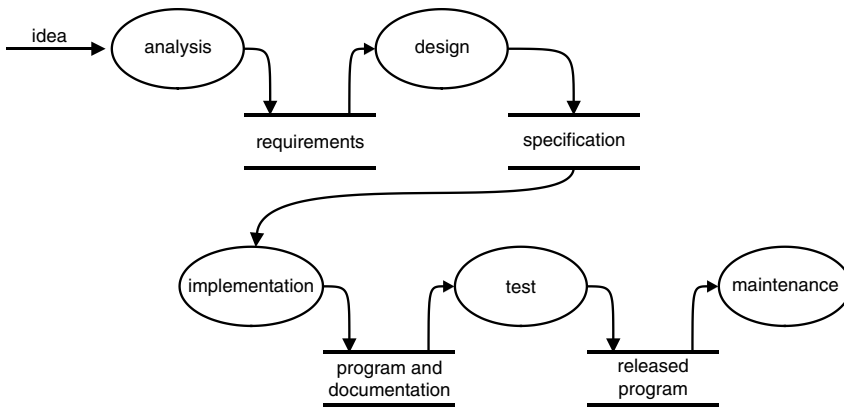 idea
analysis
design
requirements
specification
implementation
test
maintenance
program and
documentation
released
program